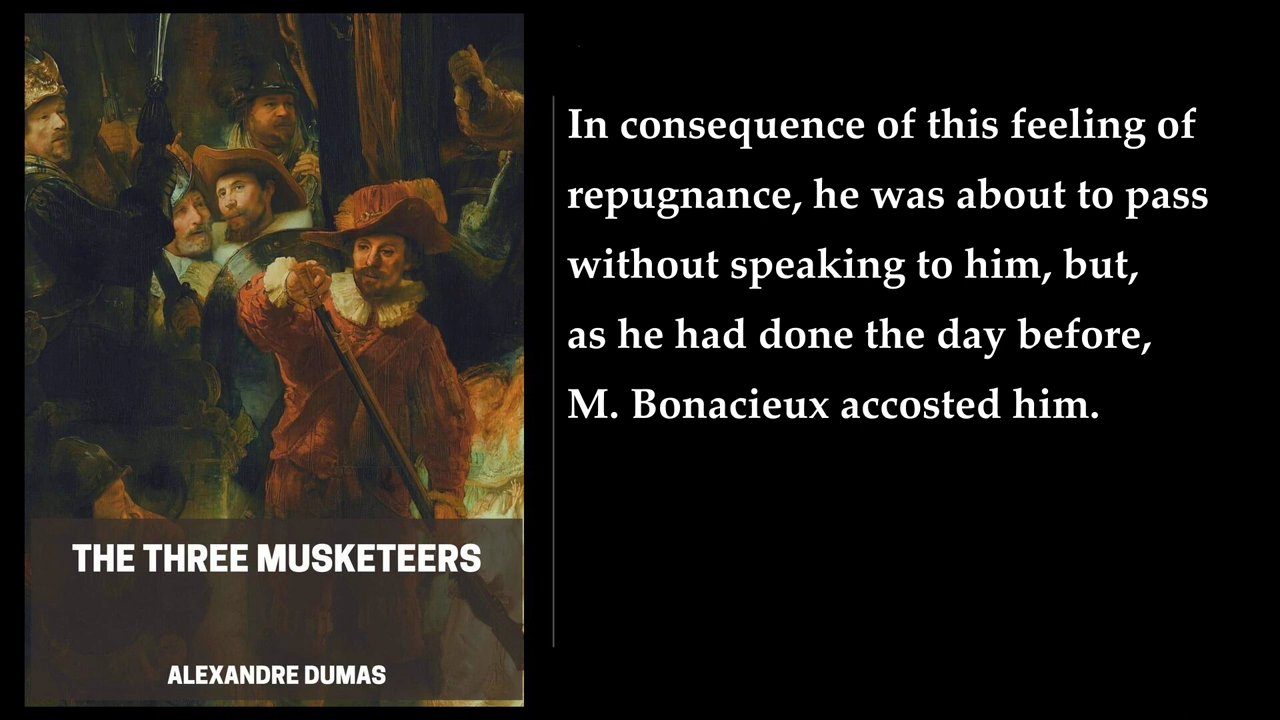 THE THREE MUSKETEERS
ALEXANDRE DUMAS
In consequence of this feeling of
repugnance, he was about to pass
without speaking to him, but,
as he had done the day before,
M. Bonacieux accosted him.